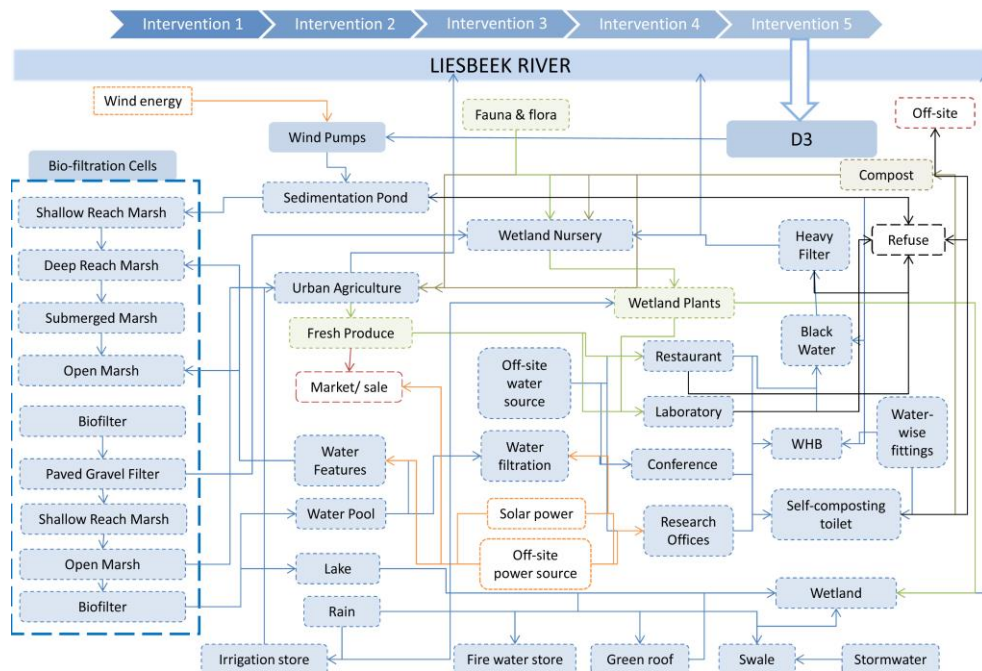 Intervention 1
Intervention 2
Intervention 3
Intervention 4
Intervention 5
LIESBEEK RIVER
Wind energy
Fauna & flora
Off-site
Wind Pumps
D3
Bio-filtration Cells
Compost
Shallow Reach Marsh
Sedimentation Pond
Wetland Nursery
Heavy
Filter
Refuse
Deep Reach Marsh
Urban Agriculture
Wetland Plants
Submerged Marsh
Fresh Produce
Black
Water
Open Marsh
Market/ sale
Off-site
water
source
Restaurant
Laboratory
Biofilter
Water
Features
Water
filtration
Conference
WHB
Water-
wise
fittings
Paved Gravel Filter
Shallow Reach Marsh
Water Pool
Solar power
Research
Offices
Self-composting
toilet
Open Marsh
Lake
Off-site
power source
Biofilter
Rain
Wetland
Irrigation store
Fire water store
Green roof
Swale
Stormwater